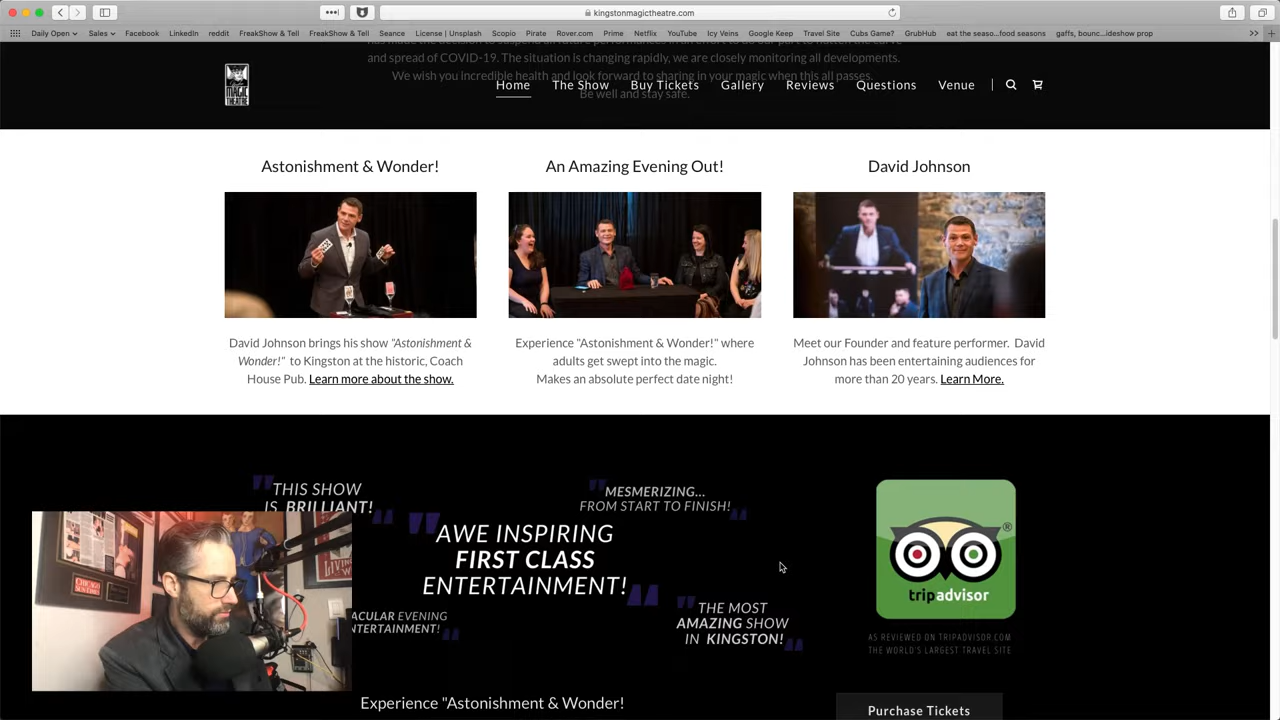 kingstonmagictheatre.com
Daily Open Sales Facebook LinkedIn reddit FreakShow & Tell FreakShow & Tell Seance License | Unsplash Scopio Pirate Rover.com Prime Netflix YouTube Icy Veins Google Keep Travel Site Cubs Game? GrubHub eat the seaso...food seasons gaffs, bounc...ideshow prop
and spread of COVID-19. The situation is changing rapidly, we are closely monitoring all developments.
We wish you incredible health and look forward to sharing in your magic when this all passes.
Be well and stay safe.
MAGIC
THEATRE
Home The Show Buy Tickets Gallery Reviews Questions Venue
Astonishment & Wonder!
An Amazing Evening Out!
David Johnson
David Johnson brings his show "Astonishment &
Wonder!" to Kingston at the historic, Coach
House Pub. Learn more about the show.
Experience "Astonishment & Wonder!" where
adults get swept into the magic.
Makes an absolute perfect date night!
Meet our Founder and feature performer. David
Johnson has been entertaining audiences for
more than 20 years. Learn More.
"THIS SHOW
IS BRILLIANT!"
"MESMERIZING...
FROM START TO FINISH!"
"AWE INSPIRING
FIRST CLASS
ENTERTAINMENT!"
ACULAR EVENING
NTERTAINMENT!"
"THE MOST
AMAZING SHOW
IN KINGSTON!"
tripadvisor®
AS REVIEWED ON TRIPADVISOR.COM
THE WORLD'S LARGEST TRAVEL SITE
CHICAGO
SUN-TIMES
Experience "Astonishment & Wonder!
Purchase Tickets